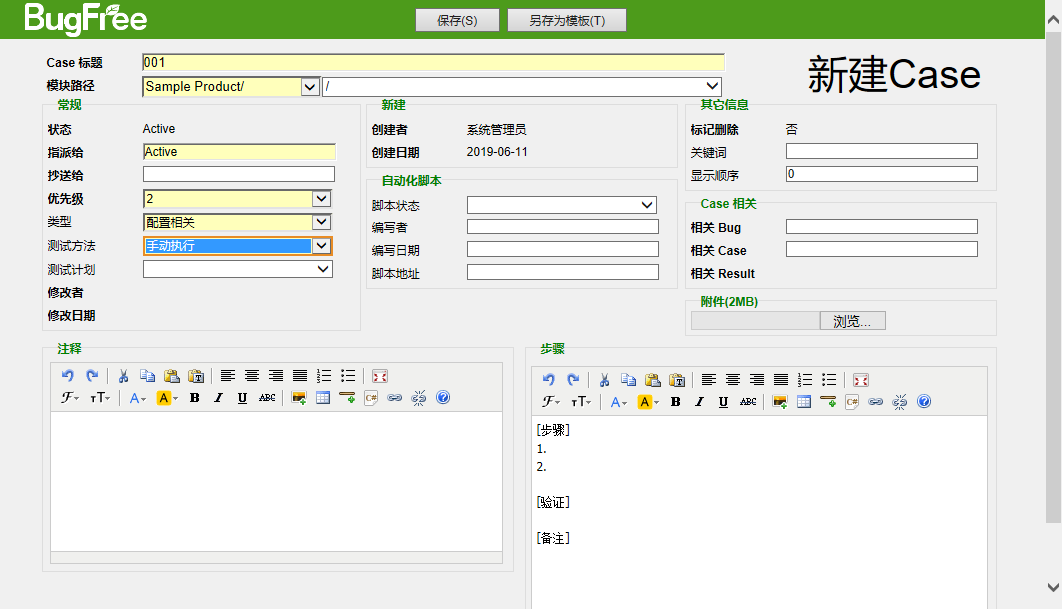 BugFree
保存(S)
另存为模板(T)
Case 标题
001
模块路径
Sample Product/
/
新建Case
常规
状态
Active
指派给
Active
抄送给
优先级
2
类型
配置相关
测试方法
手动执行
测试计划
修改者
修改日期
新建
创建者
系统管理员
创建日期
2019-06-11
自动化脚本
脚本状态
编写者
编写日期
脚本地址
其它信息
标记删除
否
关键词
显示顺序
0
Case 相关
相关 Bug
相关 Case
相关 Result
附件(2MB)
浏览...
注释
F
TT
A
A
B
I
U
ABC
C#
步骤
F
TT
A
A
B
I
U
ABC
C#
[步骤]
1.
2.
[验证]
[备注]